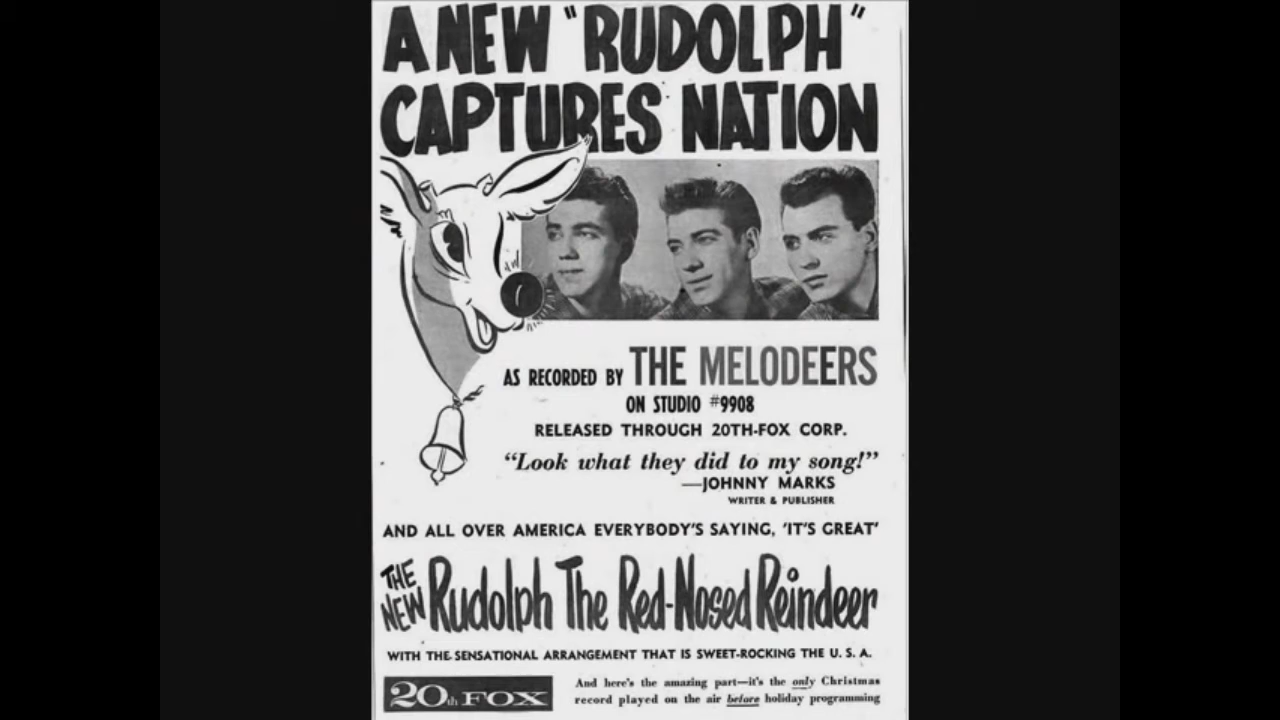 A NEW "RUDOLPH"
CAPTURES NATION
AS RECORDED BY THE MELODEERS
ON STUDIO #9908
RELEASED THROUGH 20TH-FOX CORP.
"Look what they did to my song!"
—JOHNNY MARKS
WRITER & PUBLISHER
AND ALL OVER AMERICA EVERYBODY'S SAYING, 'IT'S GREAT'
THE NEW Rudolph The Red-Nosed Reindeer
WITH THE SENSATIONAL ARRANGEMENT THAT IS SWEET-ROCKING THE U. S. A.
20th FOX
And here's the amazing part—it's the only Christmas
record played on the air before holiday programming